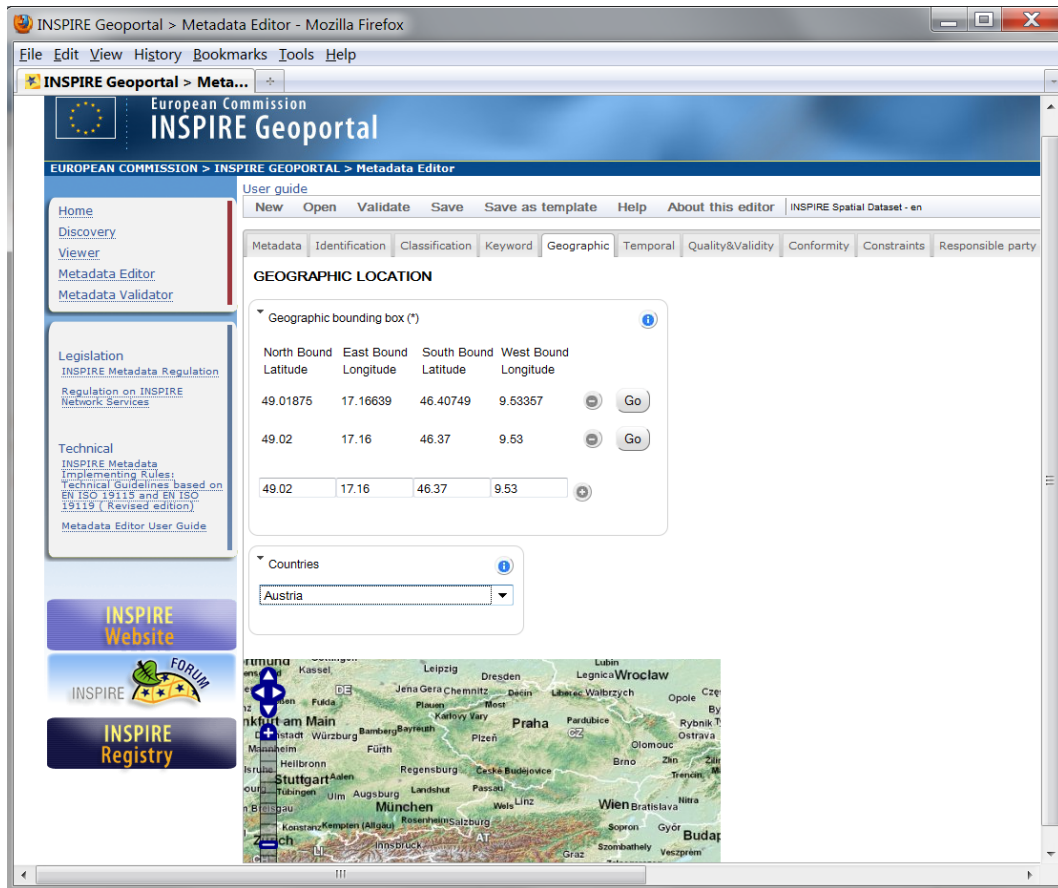 INSPIRE Geoportal > Metadata Editor - Mozilla Firefox
File Edit View History Bookmarks Tools Help
INSPIRE Geoportal > Meta...
European Commission
INSPIRE Geoportal
EUROPEAN COMMISSION > INSPIRE GEOPORTAL > Metadata Editor
User guide
New Open Validate Save Save as template Help About this editor INSPIRE Spatial Dataset - en
Home
Discovery
Viewer
Metadata Editor
Metadata Validator
Metadata Identification Classification Keyword Geographic Temporal Quality&Validity Conformity Constraints Responsible party
GEOGRAPHIC LOCATION
Geographic bounding box (*)
North Bound Latitude East Bound Longitude South Bound Latitude West Bound Longitude
49.01875 17.16639 46.40749 9.53357 Go
49.02 17.16 46.37 9.53 Go
49.02 17.16 46.37 9.53
Countries
Austria
Legislation
INSPIRE Metadata Regulation
Regulation on INSPIRE
Network Services
Technical
INSPIRE Metadata
Implementing Rules:
Technical Guidelines based on
EN ISO 19115 and EN ISO
19119 ( Revised edition)
Metadata Editor User Guide
INSPIRE
Website
INSPIRE FORUM
INSPIRE
Registry
Kassel Leipzig Dresden Lubin
Legnica Wroclaw
DE Jena Gera Chemnitz Děčín Liberec Walbrzych Opole
Fulda Plauen Most
am Main Karlovy Vary Praha Pardubice Rybnik
Würzburg Bamberg Bayreuth Plzeň CZ Ostrava
Mannheim Fürth Olomouc
Heilbronn Regensburg České Budějovice Brno Zlín
Stuttgart Aalen Trenčín
Tübingen Ulm Augsburg Landshut Passau
München Wels Linz Wien Bratislava Nitra
Konstanz Kempten (Allgäu) Rosenheim Salzburg Sopron Győr
AT Budap
LI Innsbruck Graz Szombathely Veszprém